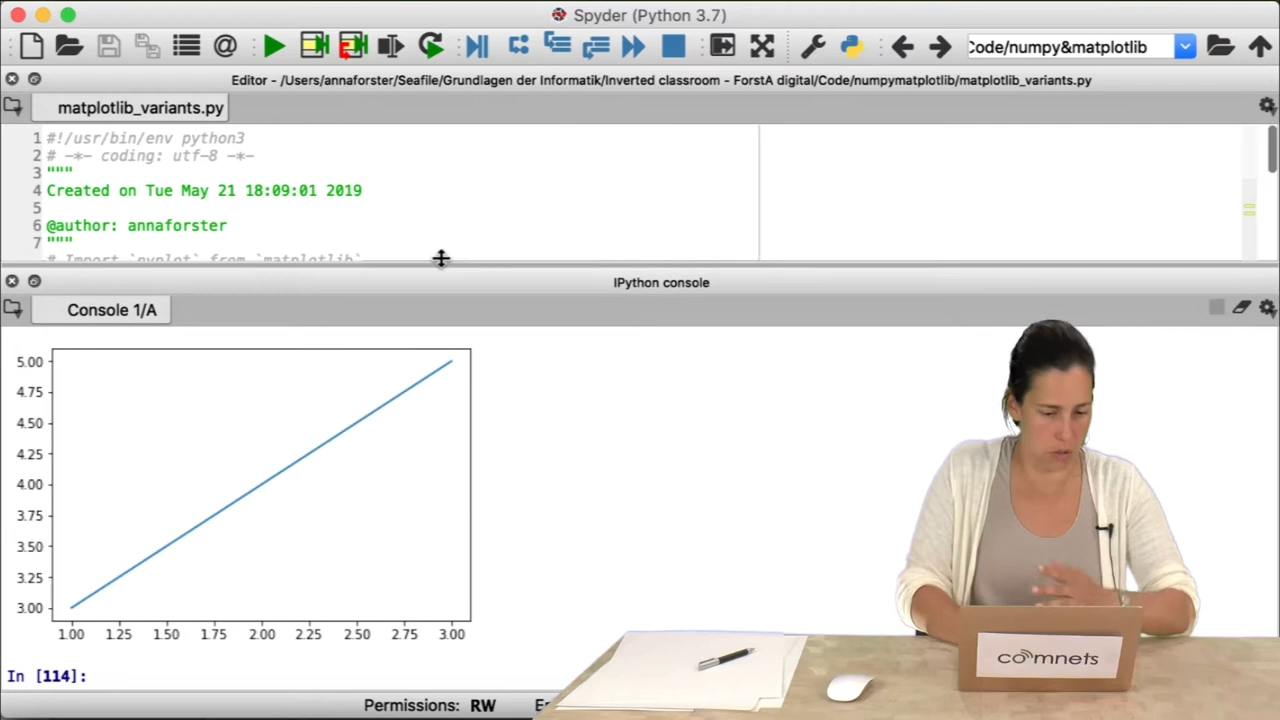 Spyder (Python 3.7)
Code/numpy&matplotlib
Editor - /Users/annaforster/Seafile/Grundlagen der Informatik/Inverted classroom - ForstA digital/Code/numpymatplotlib/matplotlib_variants.py
matplotlib_variants.py
1 #!/usr/bin/env python3
2 # -*- coding: utf-8 -*-
3 """
4 Created on Tue May 21 18:09:01 2019
5
6 @author: annaforster
7 """
# Import `pyplot` from `matplotlib`
IPython console
Console 1/A
5.00
4.75
4.50
4.25
4.00
3.75
3.50
3.25
3.00
1.00 1.25 1.50 1.75 2.00 2.25 2.50 2.75 3.00
In [114]:
comnets
Permissions: RW